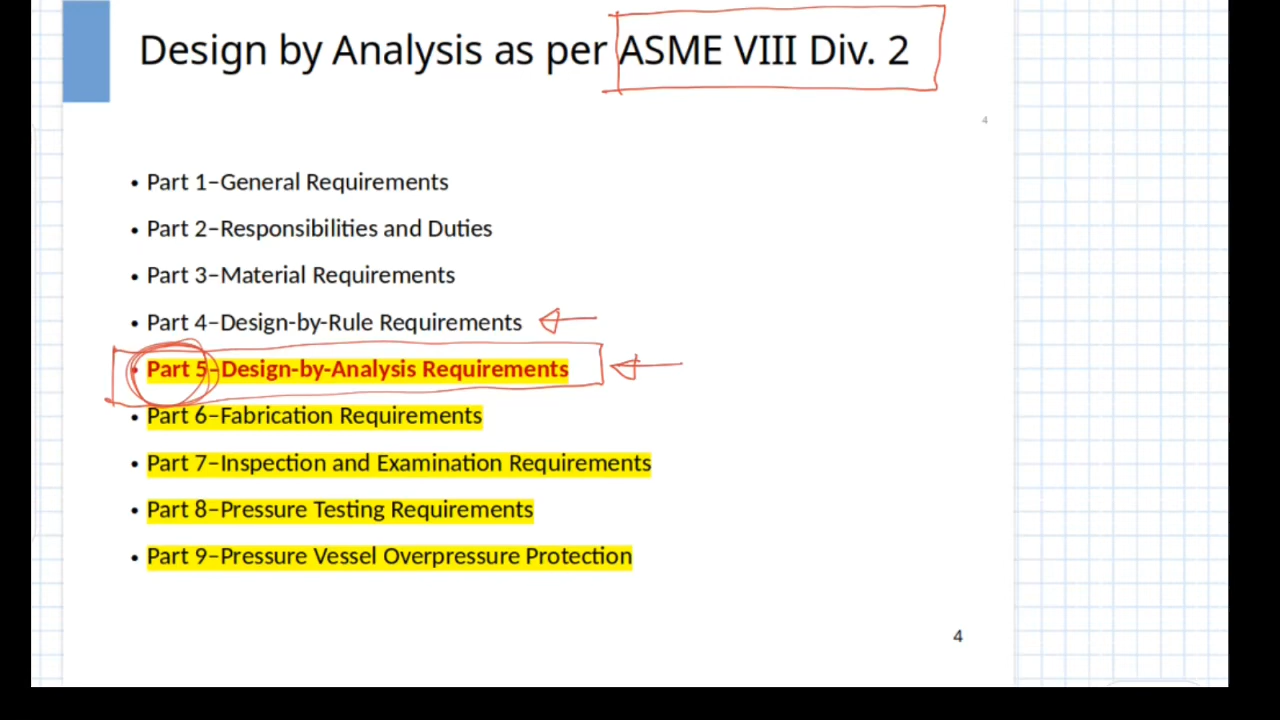 Design by Analysis as per ASME VIII Div. 2
4
• Part 1–General Requirements
• Part 2–Responsibilities and Duties
• Part 3–Material Requirements
• Part 4–Design-by-Rule Requirements
• Part 5–Design-by-Analysis Requirements
• Part 6–Fabrication Requirements
• Part 7–Inspection and Examination Requirements
• Part 8–Pressure Testing Requirements
• Part 9–Pressure Vessel Overpressure Protection
4